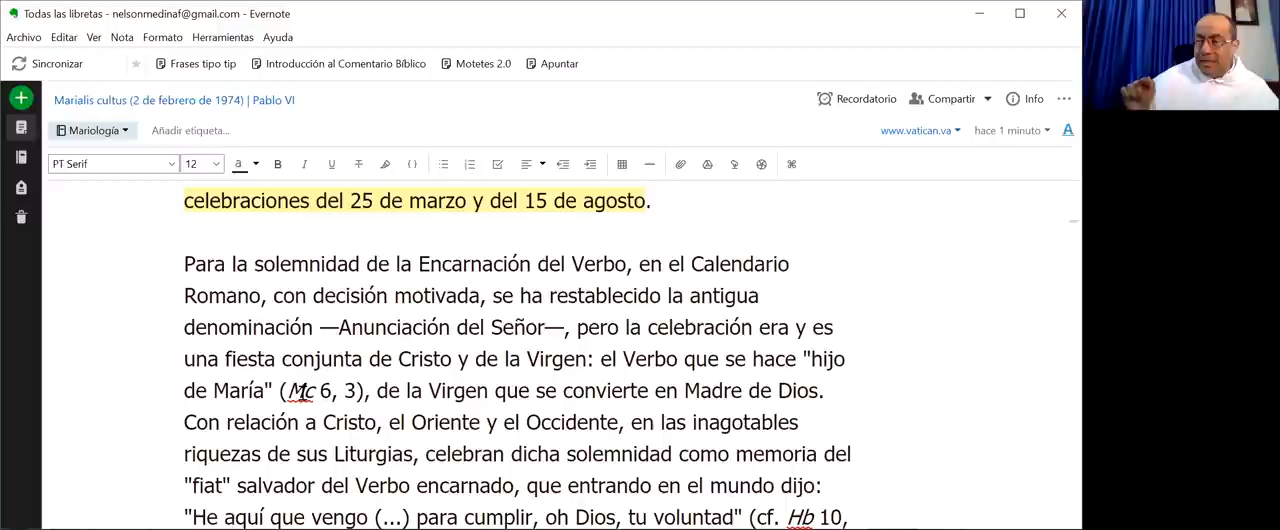 Todas las libretas - nelsonmedinaf@gmail.com - Evernote
Archivo Editar Ver Nota Formato Herramientas Ayuda
Sincronizar Frases tipo tip Introducción al Comentario Bíblico Motetes 2.0 Apuntar
Marialis cultus (2 de febrero de 1974) | Pablo VI Recordatorio Compartir Info
Mariología Añadir etiqueta... www.vatican.va hace 1 minuto A
PT Serif 12 a B I U T
celebraciones del 25 de marzo y del 15 de agosto.
Para la solemnidad de la Encarnación del Verbo, en el Calendario
Romano, con decisión motivada, se ha restablecido la antigua
denominación —Anunciación del Señor—, pero la celebración era y es
una fiesta conjunta de Cristo y de la Virgen: el Verbo que se hace "hijo
de María" (Mc 6, 3), de la Virgen que se convierte en Madre de Dios.
Con relación a Cristo, el Oriente y el Occidente, en las inagotables
riquezas de sus Liturgias, celebran dicha solemnidad como memoria del
"fiat" salvador del Verbo encarnado, que entrando en el mundo dijo:
"He aquí que vengo (...) para cumplir, oh Dios, tu voluntad" (cf. Hb 10,